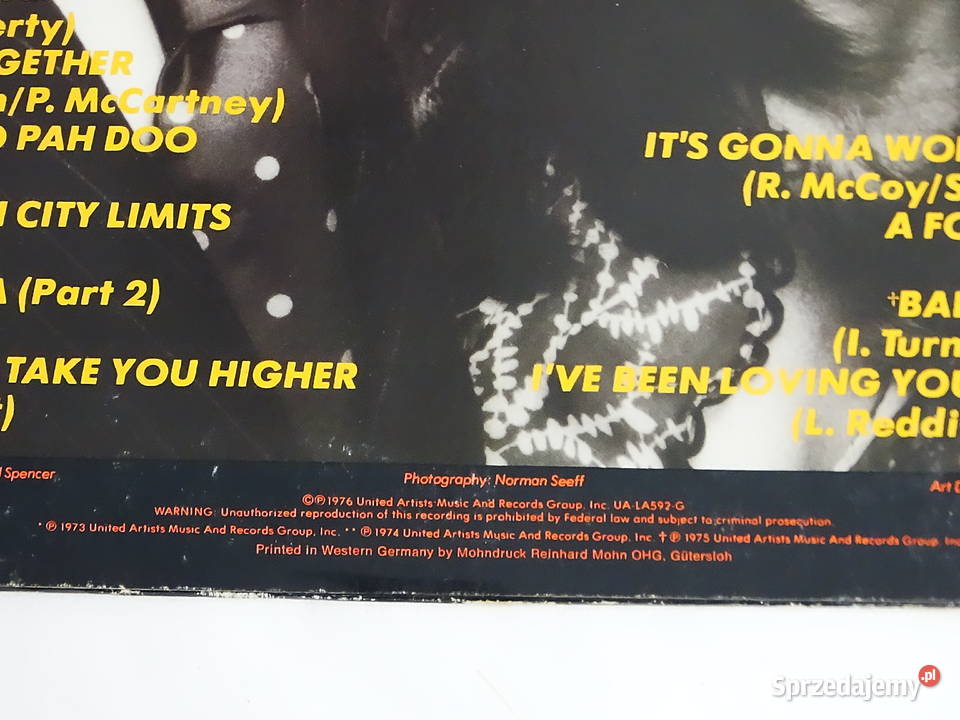 erty)
GETHER
n/P. McCartney)
O PAH DOO
CITY LIMITS
A (Part 2)
TAKE YOU HIGHER
t)
IT'S GONNA WO
(R. McCoy/S
A FO
†BA
(I. Turn
I'VE BEEN LOVING YOU
(L. Reddi
Spencer
Photography: Norman Seeff
Art D
©℗1976 United Artists Music And Records Group, Inc. UA-LA592-G
WARNING: Unauthorized reproduction of this recording is prohibited by Federal law and subject to criminal prosecution.
* ℗ 1973 United Artists Music And Records Group, Inc. ** ℗ 1974 United Artists Music And Records Group, Inc. † ℗ 1975 United Artists Music And Records Group, Inc
Printed in Western Germany by Mohndruck Reinhard Mohn OHG, Gütersloh
Sprzedajemy .pl